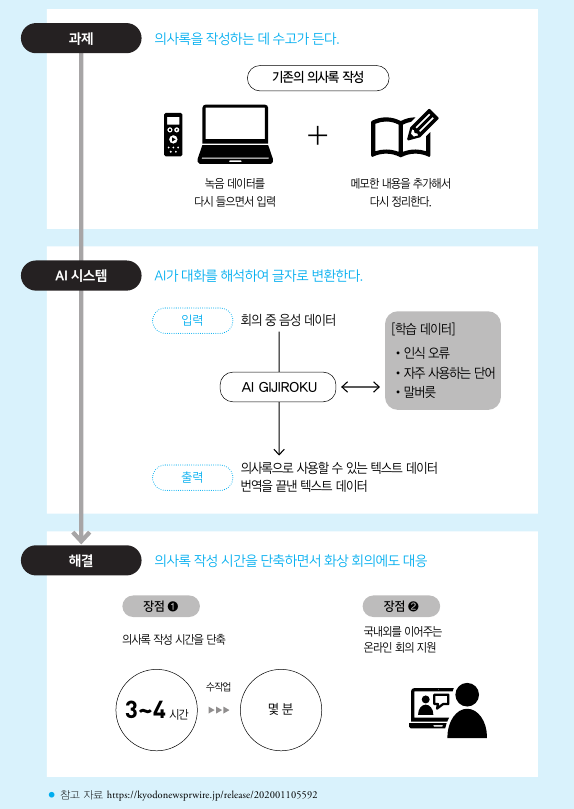 과제
의사록을 작성하는 데 수고가 든다.
기존의 의사록 작성
녹음 데이터를
다시 들으면서 입력
메모한 내용을 추가해서
다시 정리한다.
AI 시스템
AI가 대화를 해석하여 글자로 변환한다.
입력
회의 중 음성 데이터
[학습 데이터]
・인식 오류
・자주 사용하는 단어
・말버릇
AI GIJIROKU
출력
의사록으로 사용할 수 있는 텍스트 데이터
번역을 끝낸 텍스트 데이터
해결
의사록 작성 시간을 단축하면서 화상 회의에도 대응
장점 ❶
의사록 작성 시간을 단축
3~4 시간
수작업
몇 분
장점 ❷
국내외를 이어주는
온라인 회의 지원
● 참고 자료 https://kyodonewsprwire.jp/release/202001105592